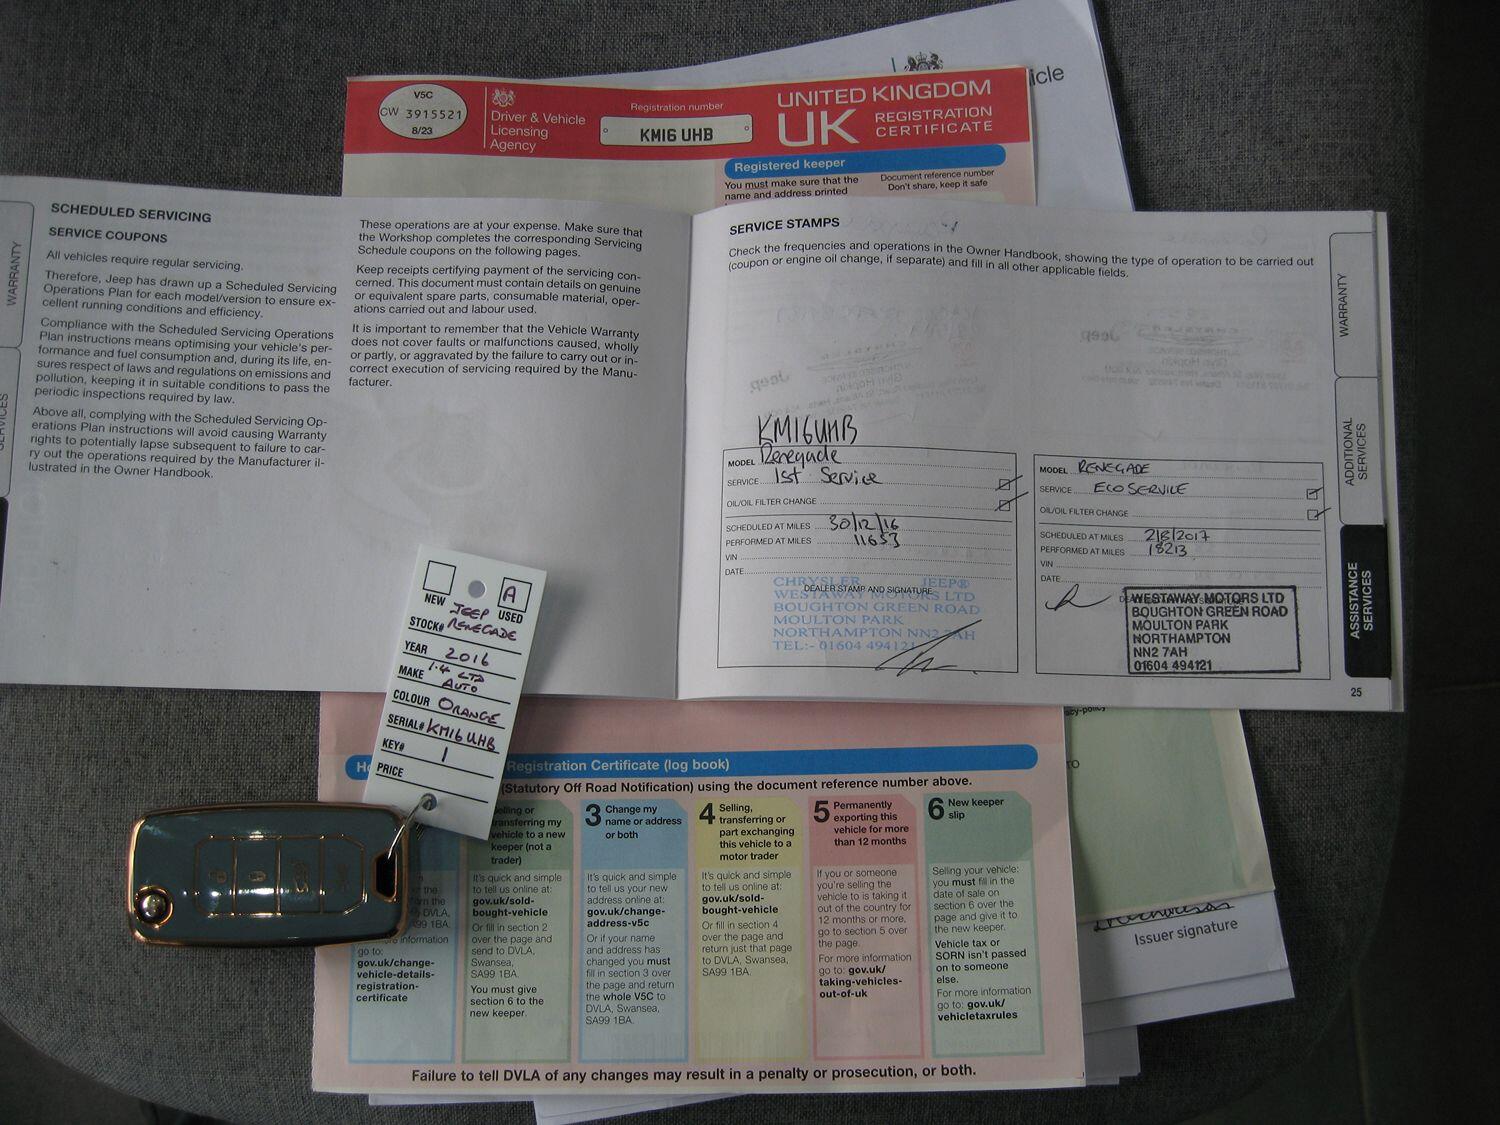 icle
V5C
CW 3915521
8/23
Driver & Vehicle
Licensing
Agency
Registration number
KM16 UHB
UNITED KINGDOM
UK REGISTRATION
CERTIFICATE
Registered keeper
You must make sure that the
name and address printed
Document reference number
Don't share, keep it safe
WARRANTY
SERVICES
SCHEDULED SERVICING
SERVICE COUPONS
All vehicles require regular servicing.
Therefore, Jeep has drawn up a Scheduled Servicing
Operations Plan for each model/version to ensure ex-
cellent running conditions and efficiency.
Compliance with the Scheduled Servicing Operations
Plan instructions means optimising your vehicle's per-
formance and fuel consumption and, during its life, en-
sures respect of laws and regulations on emissions and
pollution, keeping it in suitable conditions to pass the
periodic inspections required by law.
Above all, complying with the Scheduled Servicing Op-
erations Plan instructions will avoid causing Warranty
rights to potentially lapse subsequent to failure to car-
ry out the operations required by the Manufacturer il-
lustrated in the Owner Handbook.
These operations are at your expense. Make sure that
the Workshop completes the corresponding Servicing
Schedule coupons on the following pages.
Keep receipts certifying payment of the servicing con-
cerned. This document must contain details on genuine
or equivalent spare parts, consumable material, oper-
ations carried out and labour used.
It is important to remember that the Vehicle Warranty
does not cover faults or malfunctions caused, wholly
or partly, or aggravated by the failure to carry out or in-
correct execution of servicing required by the Manu-
facturer.
SERVICE STAMPS
Check the frequencies and operations in the Owner Handbook, showing the type of operation to be carried out
(coupon or engine oil change, if separate) and fill in all other applicable fields.
KM16UHB
MODEL Renegade
SERVICE 1st Service
OIL/OIL FILTER CHANGE
SCHEDULED AT MILES 30/12/16
PERFORMED AT MILES 11653
VIN
DATE
DEALER STAMP AND SIGNATURE
CHRYSLER JEEP®
WESTAWAY MOTORS LTD
BOUGHTON GREEN ROAD
MOULTON PARK
NORTHAMPTON NN2 7AH
TEL:- 01604 494121
MODEL RENEGADE
SERVICE ECO SERVICE
OIL/OIL FILTER CHANGE
SCHEDULED AT MILES 2/8/2017
PERFORMED AT MILES 18213
VIN
DATE
WESTAWAY MOTORS LTD
BOUGHTON GREEN ROAD
MOULTON PARK
NORTHAMPTON
NN2 7AH
01604 494121
25
WARRANTY
ADDITIONAL
SERVICES
ASSISTANCE
SERVICES
NEW A USED
STOCK# JEEP
RENEGADE
YEAR 2016
MAKE 1.4 LTD
AUTO
COLOUR ORANGE
SERIAL# KM16 UHB
KEY# 1
PRICE
Registration Certificate (log book)
(Statutory Off Road Notification) using the document reference number above.
gov.uk/change-
vehicle-details-
registration-
certificate
selling or
transferring my
vehicle to a new
keeper (not a
trader)
It's quick and simple
to tell us online at:
gov.uk/sold-
bought-vehicle
Or fill in section 2
over the page and
send to DVLA,
Swansea,
SA99 1BA.
You must give
section 6 to the
new keeper.
3 Change my
name or address
or both
It's quick and simple
to tell us your new
address online at:
gov.uk/change-
address-v5c
Or if your name
and address has
changed you must
fill in section 3 over
the page and return
the whole V5C to
DVLA, Swansea,
SA99 1BA.
4 Selling,
transferring or
part exchanging
this vehicle to a
motor trader
It's quick and simple
to tell us online at:
gov.uk/sold-
bought-vehicle
Or fill in section 4
over the page and
return just that page
to DVLA, Swansea,
SA99 1BA.
5 Permanently
exporting this
vehicle for more
than 12 months
If you or someone
you're selling the
vehicle to is taking it
out of the country for
12 months or more,
go to section 5 over
the page.
For more information
go to: gov.uk/
taking-vehicles-
out-of-uk
6 New keeper
slip
Selling your vehicle:
you must fill in the
date of sale on
section 6 over the
page and give it to
the new keeper.
Vehicle tax or
SORN isn't passed
on to someone
else.
For more information
go to: gov.uk/
vehicletaxrules
Failure to tell DVLA of any changes may result in a penalty or prosecution, or both.
Issuer signature